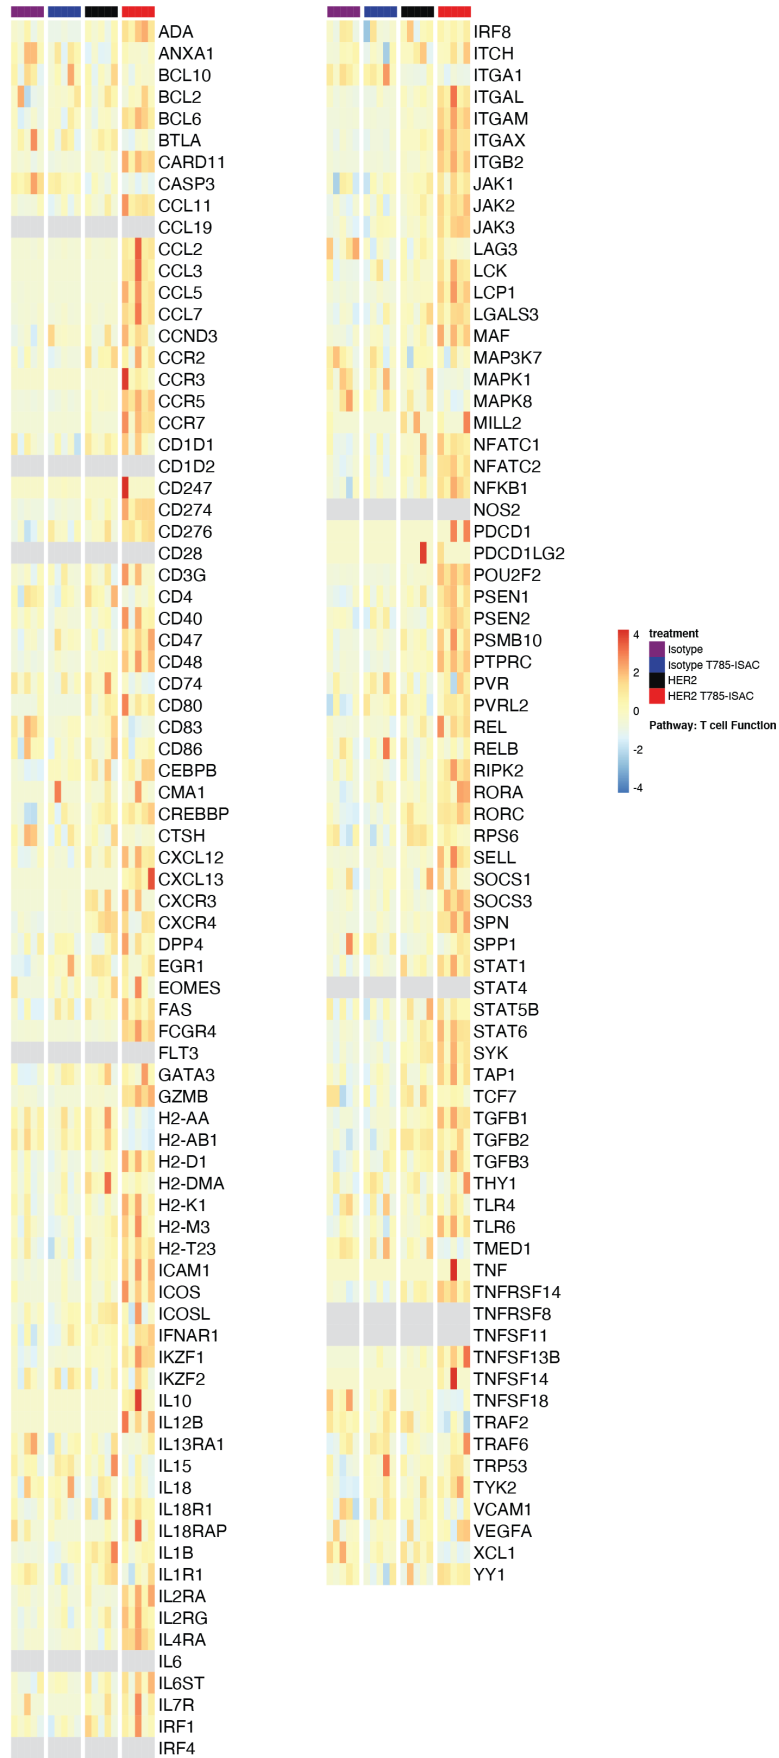 ADA
ANXA1
BCL10
BCL2
BCL6
BTLA
CARD11
CASP3
CCL11
CCL19
CCL2
CCL3
CCL5
CCL7
CCND3
CCR2
CCR3
CCR5
CCR7
CD1D1
CD1D2
CD247
CD274
CD276
CD28
CD3G
CD4
CD40
CD47
CD48
CD74
CD80
CD83
CD86
CEBPB
CMA1
CREBBP
CTSH
CXCL12
CXCL13
CXCR3
CXCR4
DPP4
EGR1
EOMES
FAS
FCGR4
FLT3
GATA3
GZMB
H2-AA
H2-AB1
H2-D1
H2-DMA
H2-K1
H2-M3
H2-T23
ICAM1
ICOS
ICOSL
IFNAR1
IKZF1
IKZF2
IL10
IL12B
IL13RA1
IL15
IL18
IL18R1
IL18RAP
IL1B
IL1R1
IL2RA
IL2RG
IL4RA
IL6
IL6ST
IL7R
IRF1
IRF4
IRF8
ITCH
ITGA1
ITGAL
ITGAM
ITGAX
ITGB2
JAK1
JAK2
JAK3
LAG3
LCK
LCP1
LGALS3
MAF
MAP3K7
MAPK1
MAPK8
MILL2
NFATC1
NFATC2
NFKB1
NOS2
PDCD1
PDCD1LG2
POU2F2
PSEN1
PSEN2
PSMB10
PTPRC
PVR
PVRL2
REL
RELB
RIPK2
RORA
RORC
RPS6
SELL
SOCS1
SOCS3
SPN
SPP1
STAT1
STAT4
STAT5B
STAT6
SYK
TAP1
TCF7
TGFB1
TGFB2
TGFB3
THY1
TLR4
TLR6
TMED1
TNF
TNFRSF14
TNFRSF8
TNFSF11
TNFSF13B
TNFSF14
TNFSF18
TRAF2
TRAF6
TRP53
TYK2
VCAM1
VEGFA
XCL1
YY1
4
2
0
-2
-4
treatment
Isotype
Isotype T785-ISAC
HER2
HER2 T785-ISAC
Pathway: T cell Function